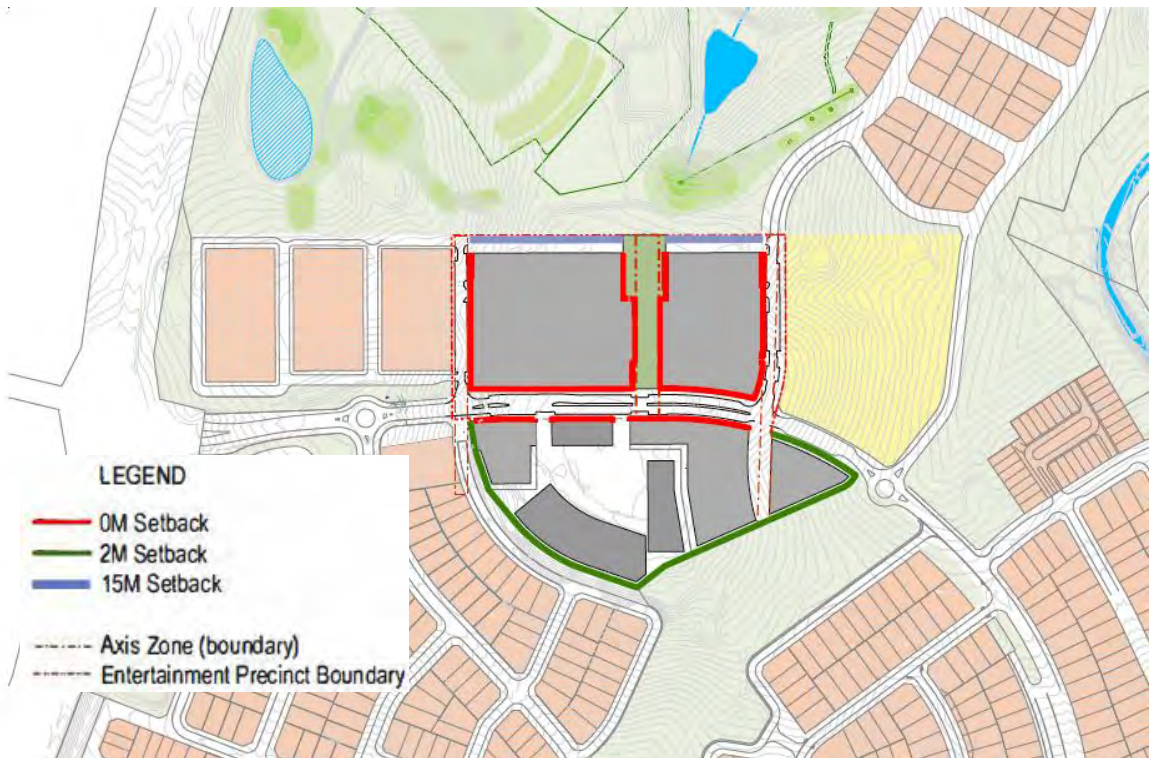 LEGEND
0M Setback
2M Setback
15M Setback
Axis Zone (boundary)
Entertainment Precinct Boundary